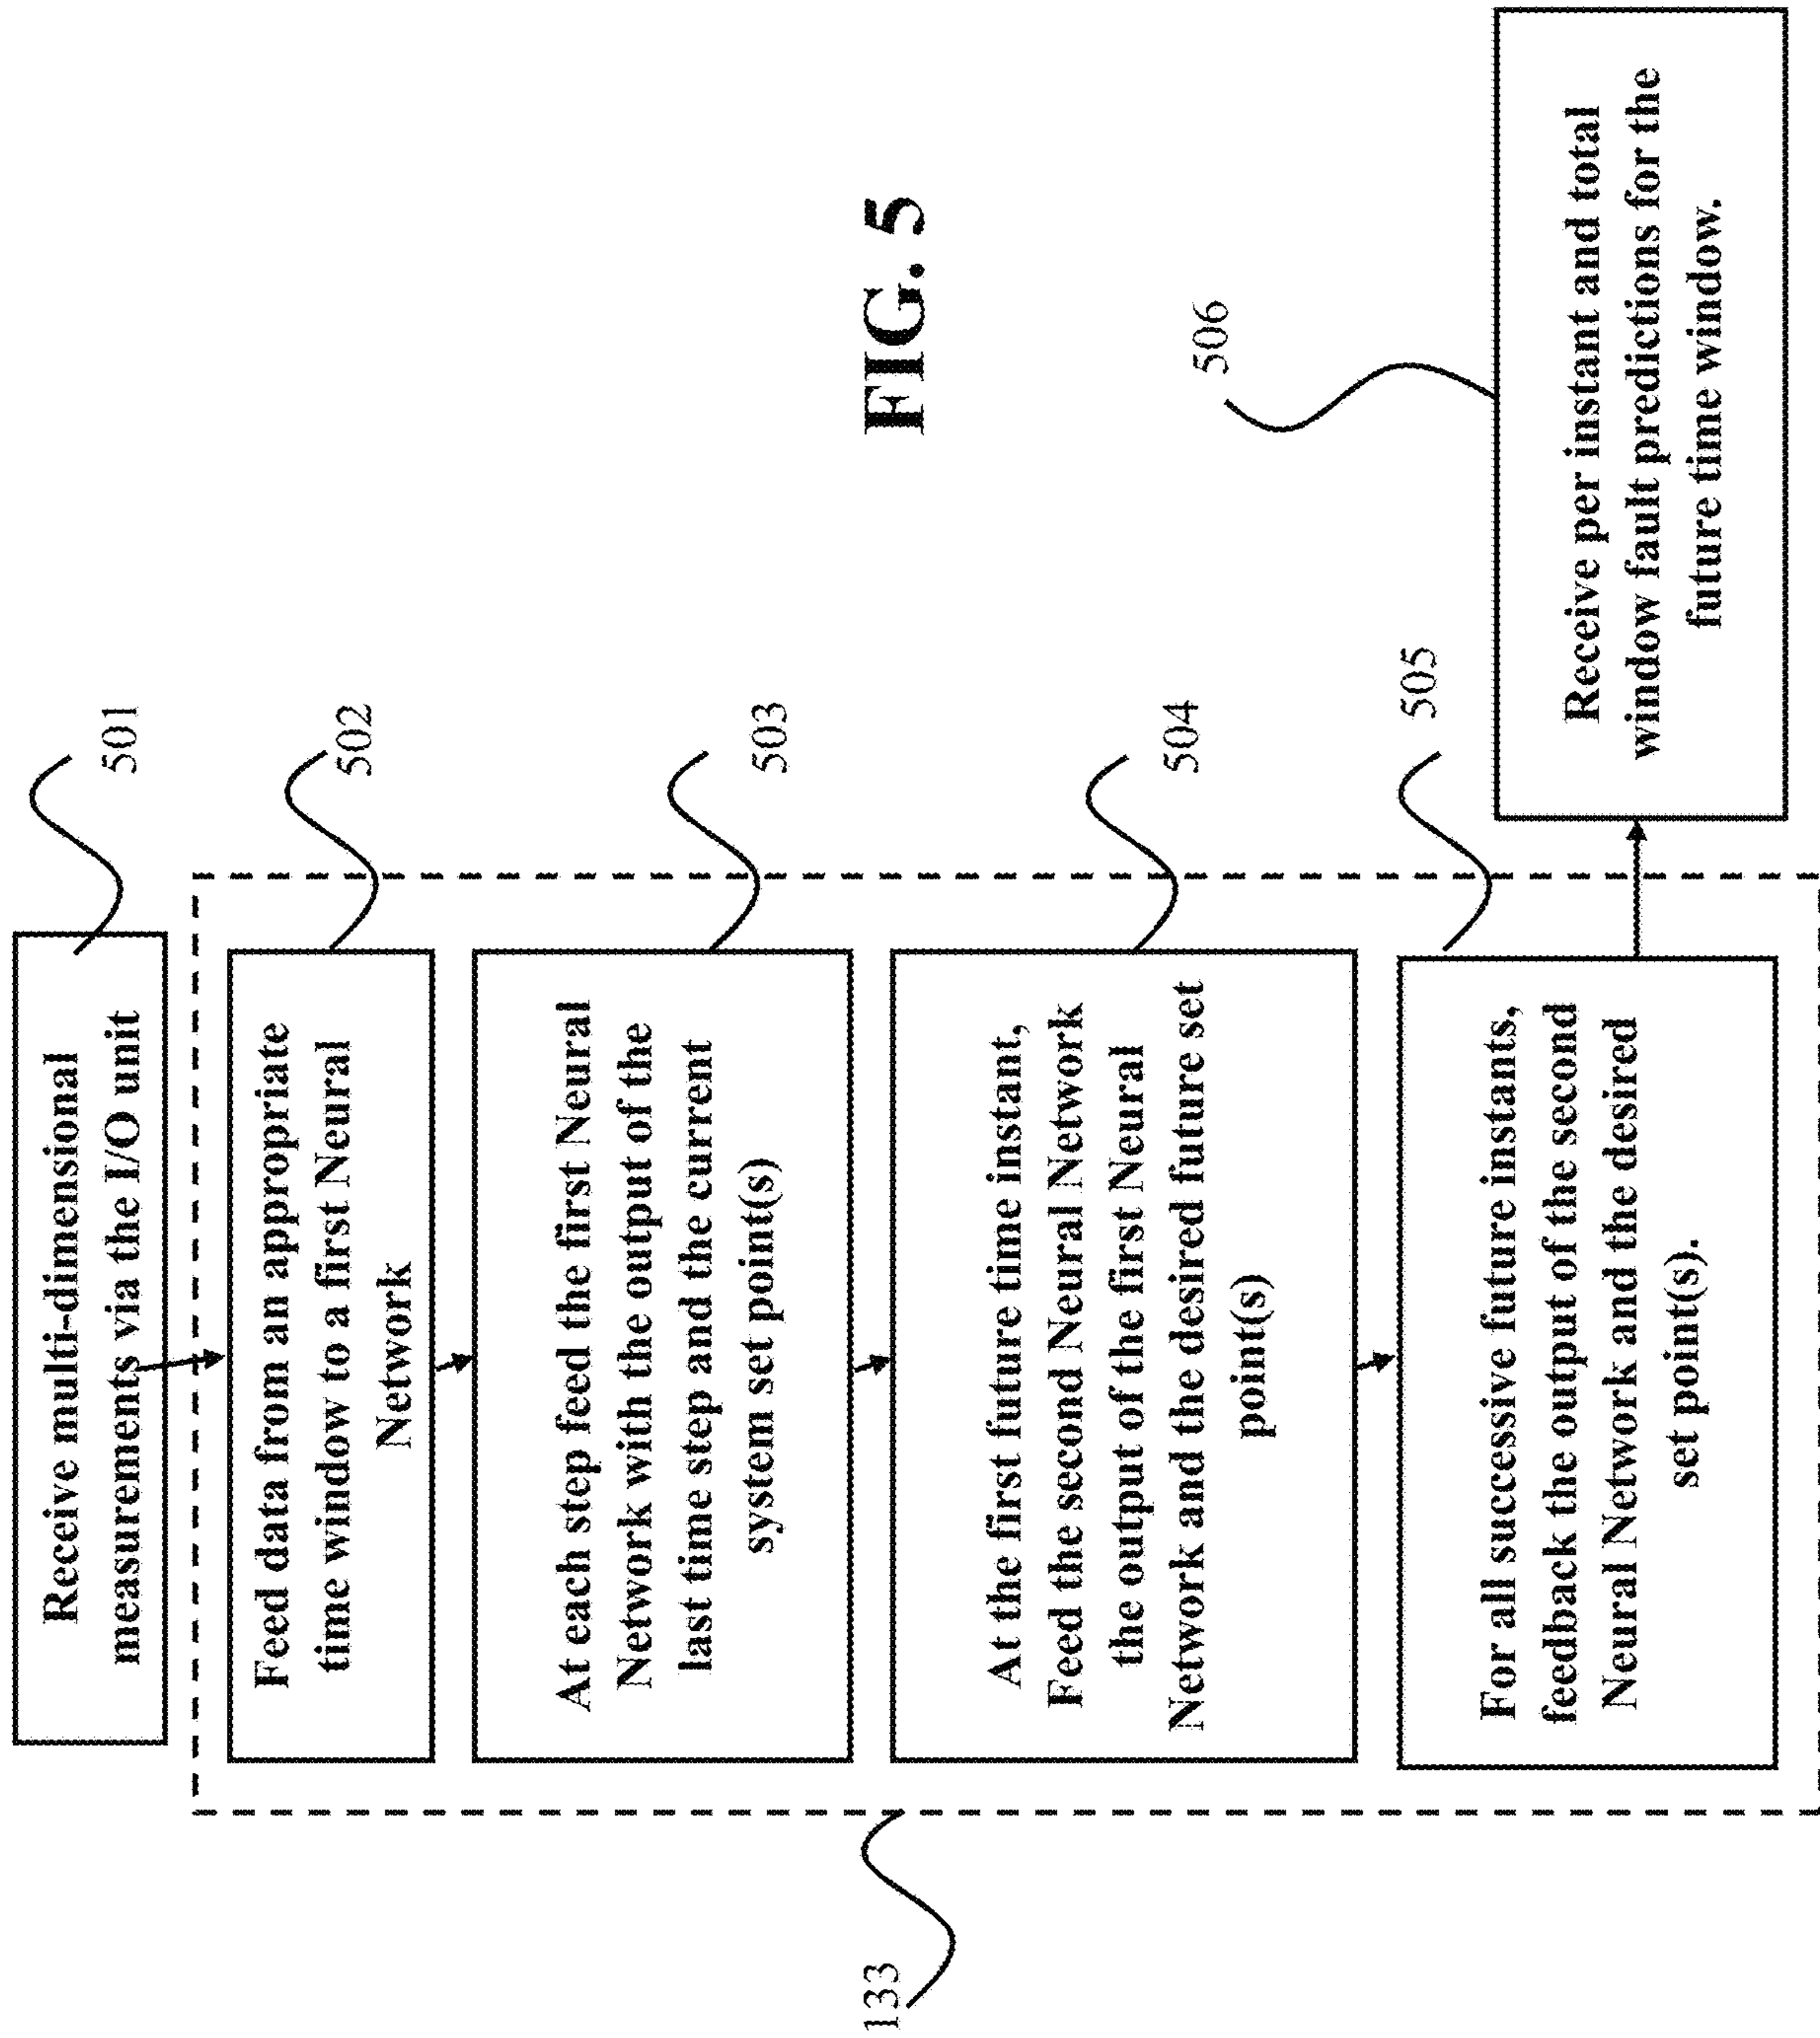 Receive multi-dimensional
measurements via the I/O unit
501
Feed data from an appropriate
time window to a first Neural
Network
502
At each step feed the first Neural
Network with the output of the
last time step and the current
system set point(s)
503
At the first future time instant,
Feed the second Neural Network
the output of the first Neural
Network and the desired future set
point(s)
504
For all successive future instants,
feedback the output of the second
Neural Network and the desired
set point(s).
505
Receive per instant and total
window fault predictions for the
future time window.
506
133
FIG. 5